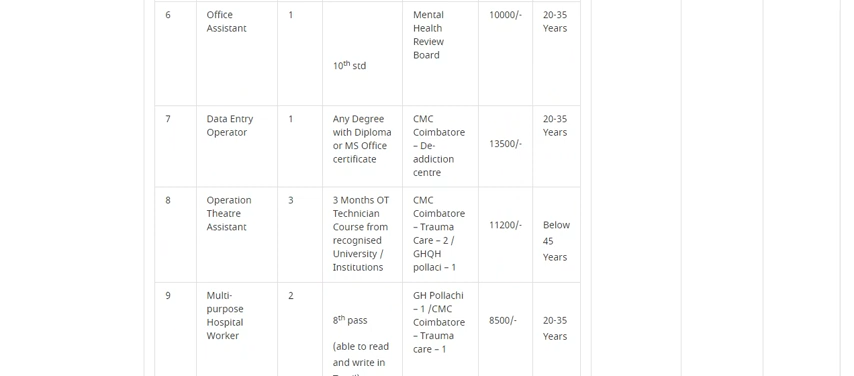 6
Office
Assistant
1
10th std
Mental
Health
Review
Board
10000/-
20-35
Years
7
Data Entry
Operator
1
Any Degree
with Diploma
or MS Office
certificate
CMC
Coimbatore
– De-
addiction
centre
13500/-
20-35
Years
8
Operation
Theatre
Assistant
3
3 Months OT
Technician
Course from
recognised
University /
Institutions
CMC
Coimbatore
– Trauma
Care – 2 /
GHQH
pollaci – 1
11200/-
Below
45
Years
9
Multi-
purpose
Hospital
Worker
2
8th pass
(able to read
and write in
GH Pollachi
– 1 /CMC
Coimbatore
– Trauma
care – 1
8500/-
20-35
Years